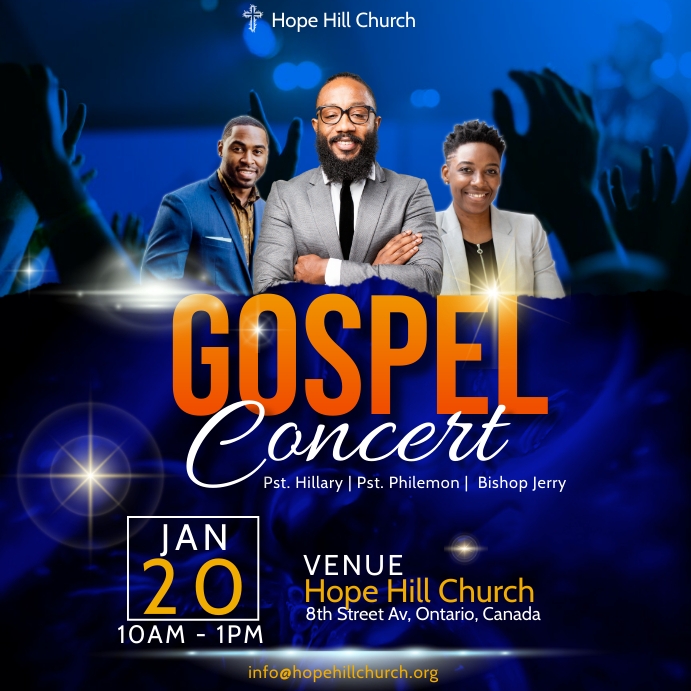 Hope Hill Church
GOSPEL
Concert
Pst. Hillary | Pst. Philemon | Bishop Jerry
JAN
20
10AM - 1PM
VENUE
Hope Hill Church
8th Street Av, Ontario, Canada
info@hopehillchurch.org